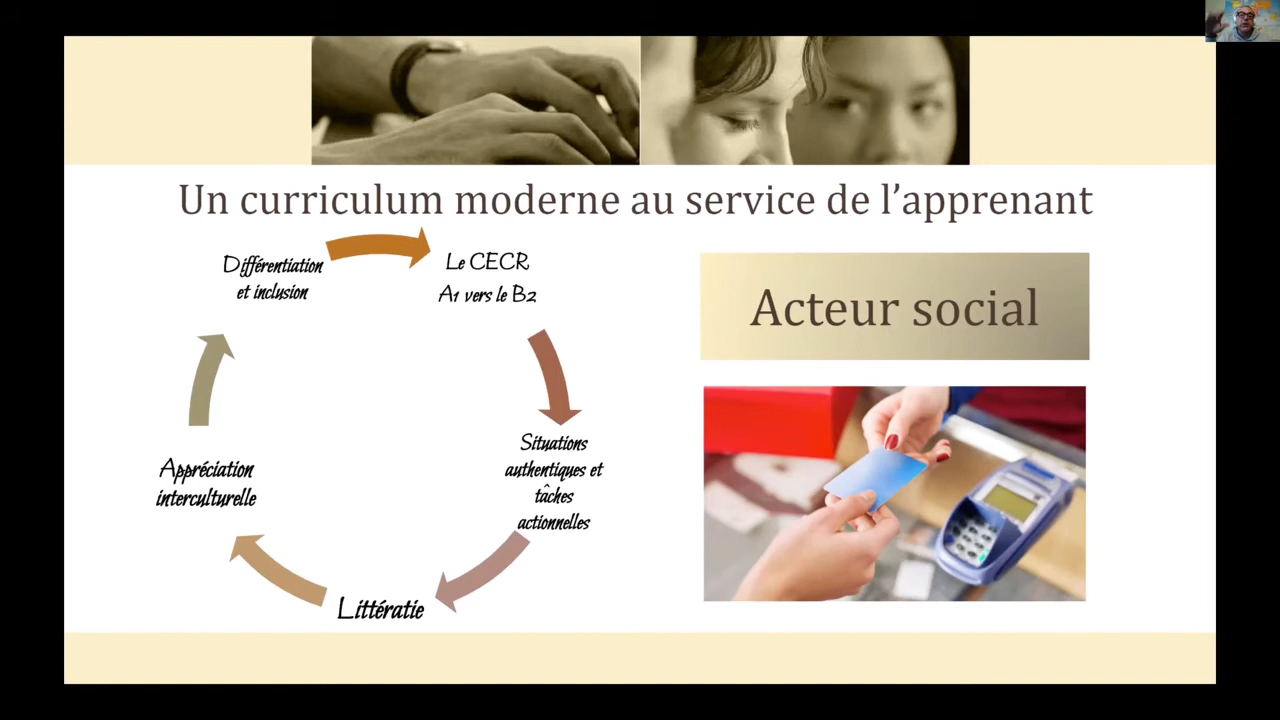 Un curriculum moderne au service de l’apprenant
Différentiation
et inclusion
Le CECR
A1 vers le B2
Situations
authentiques et
tâches
actionnelles
Littératie
Appréciation
interculturelle
Acteur social